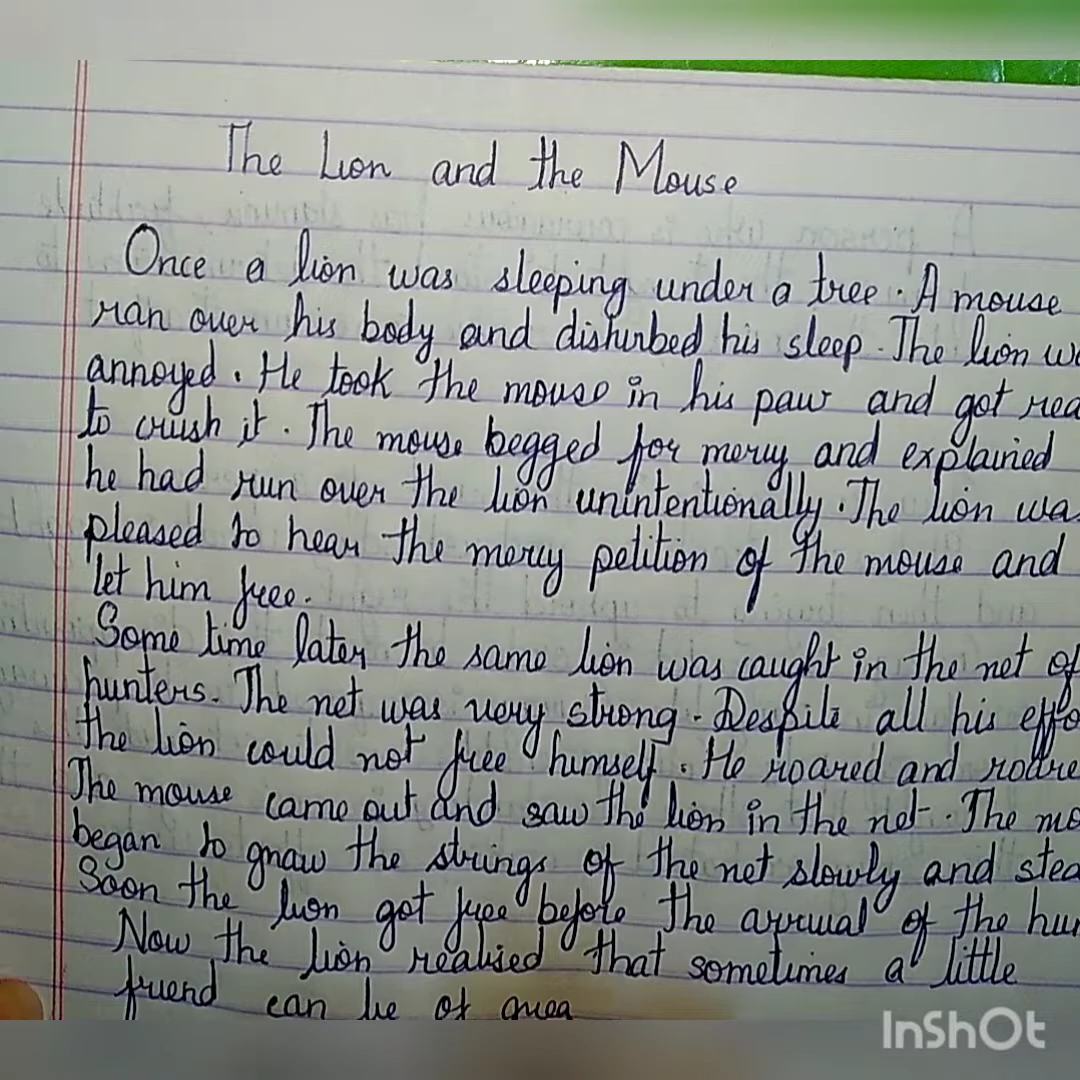 The Lion and the Mouse
Once a lion was sleeping under a tree. A mouse
ran over his body and disturbed his sleep. The lion
annoyed. He took the mouse in his paw and got
to crush it. The mouse begged for mercy and explained
he had run over the lion unintentionally. The lion was
pleased to hear the mercy petition of the mouse and
let him free.
Some time later the same lion was caught in the net of
hunters. The net was very strong. Despite all his
the lion could not free himself. He roared and
The mouse came out and saw the lion in the net. The
began to gnaw the strings of the net slowly and
Soon the lion got free before the arrival of the
Now the lion realised that sometimes a little
friend can be of
InShOt